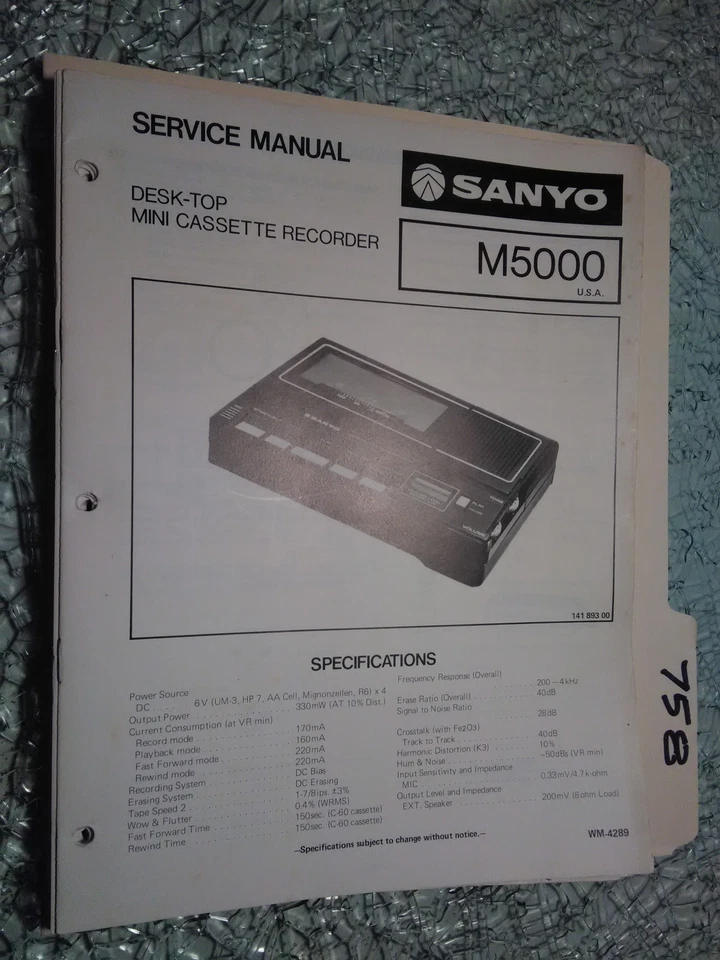 SERVICE MANUAL
SANYO
DESK-TOP
MINI CASSETTE RECORDER
M5000
U.S.A.
VOLUME
141 893 00
SPECIFICATIONS
Power Source
DC . . . . 6V (UM-3, HP 7, AA Cell, Mignonzellen, R6) x 4
Output Power . . . . 330mW (AT 10% Dist.)
Current Consumption (at VR min)
Record mode . . . . 170mA
Playback mode . . . . 160mA
Fast Forward mode . . . . 220mA
Rewind mode . . . . 220mA
Recording System . . . . DC Bias
Erasing System . . . . DC Erasing
Tape Speed 2 . . . . 1-7/8ips. ±3%
Wow & Flutter . . . . 0.4% (WRMS)
Fast Forward Time . . . . 150sec. (C-60 cassette)
Rewind Time . . . . 150sec. (C-60 cassette)
Frequency Response (Overall)
200 — 4kHz
Erase Ratio (Overall) . . . . 40dB
Signal to Noise Ratio
28dB
Crosstalk (with Fe2O3)
Track to Track . . . . 40dB
Harmonic Distortion (K3) . . . . 10%
Hum & Noise . . . . -50dBs (VR min)
Input Sensitivity and Impedance
MIC . . . . 0.33mV/4.7k-ohm
Output Level and Impedance
EXT. Speaker . . . . 200mV (8ohm Load)
—Specifications subject to change without notice.—
WM-4289
758